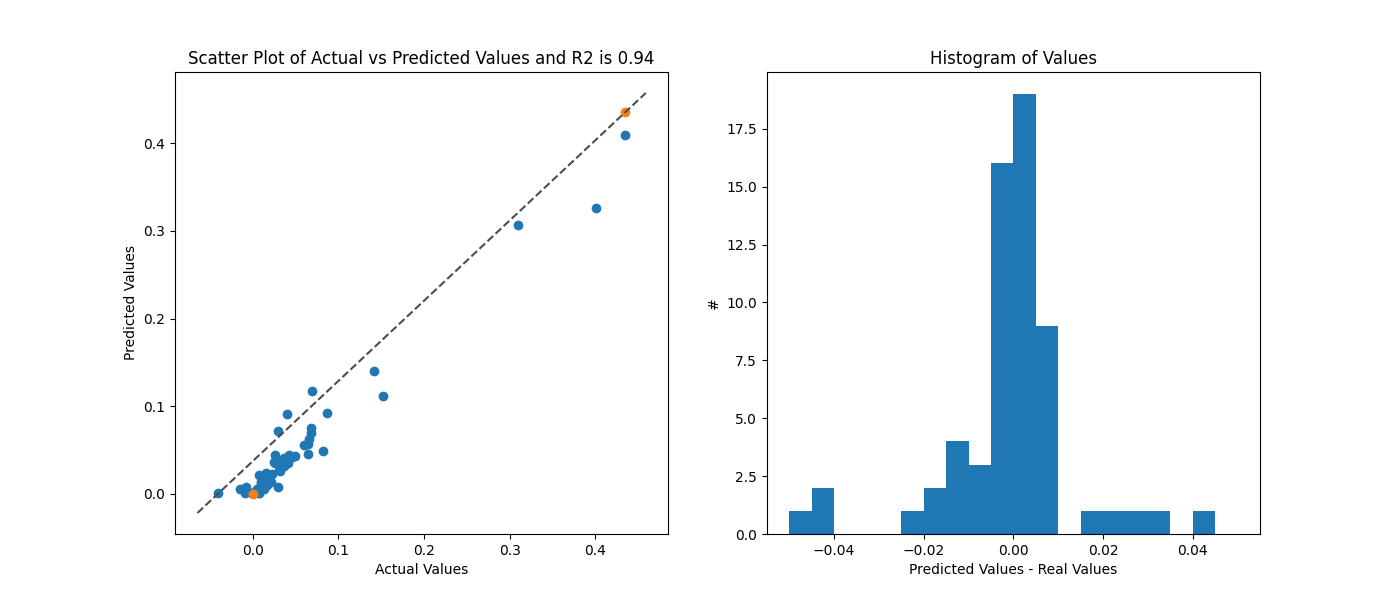 Scatter Plot of Actual vs Predicted Values and R2 is 0.94
Predicted Values
0.4
0.3
0.2
0.1
0.0
0.0 0.1 0.2 0.3 0.4
Actual Values
Histogram of Values
#
17.5
15.0
12.5
10.0
7.5
5.0
2.5
0.0
−0.04 −0.02 0.00 0.02 0.04
Predicted Values - Real Values